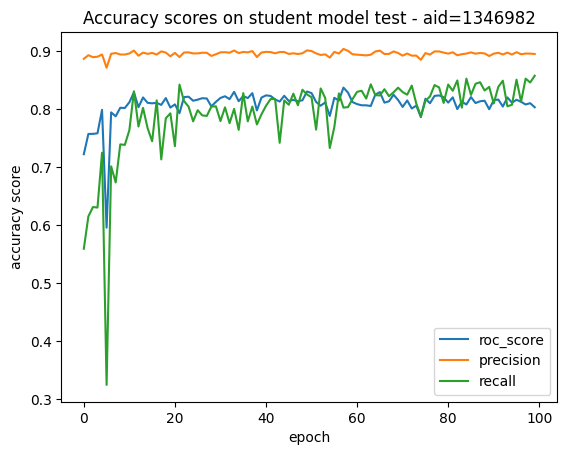 Accuracy scores on student model test - aid=1346982
accuracy score
0.9
0.8
0.7
0.6
0.5
0.4
0.3
0
20
40
60
80
100
epoch
roc_score
precision
recall